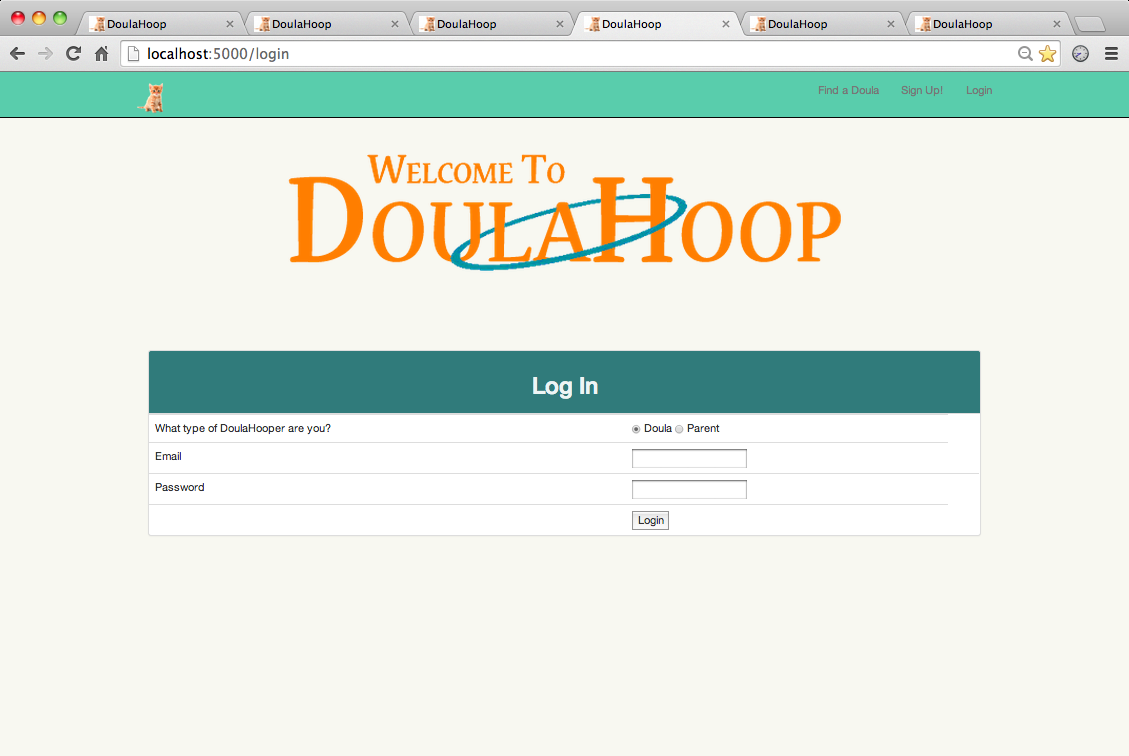 DoulaHoop DoulaHoop DoulaHoop DoulaHoop DoulaHoop DoulaHoop
localhost:5000/login
Find a Doula Sign Up! Login
WELCOME TO
DOULAHOOP
Log In
What type of DoulaHooper are you? Doula Parent
Email
Password
Login